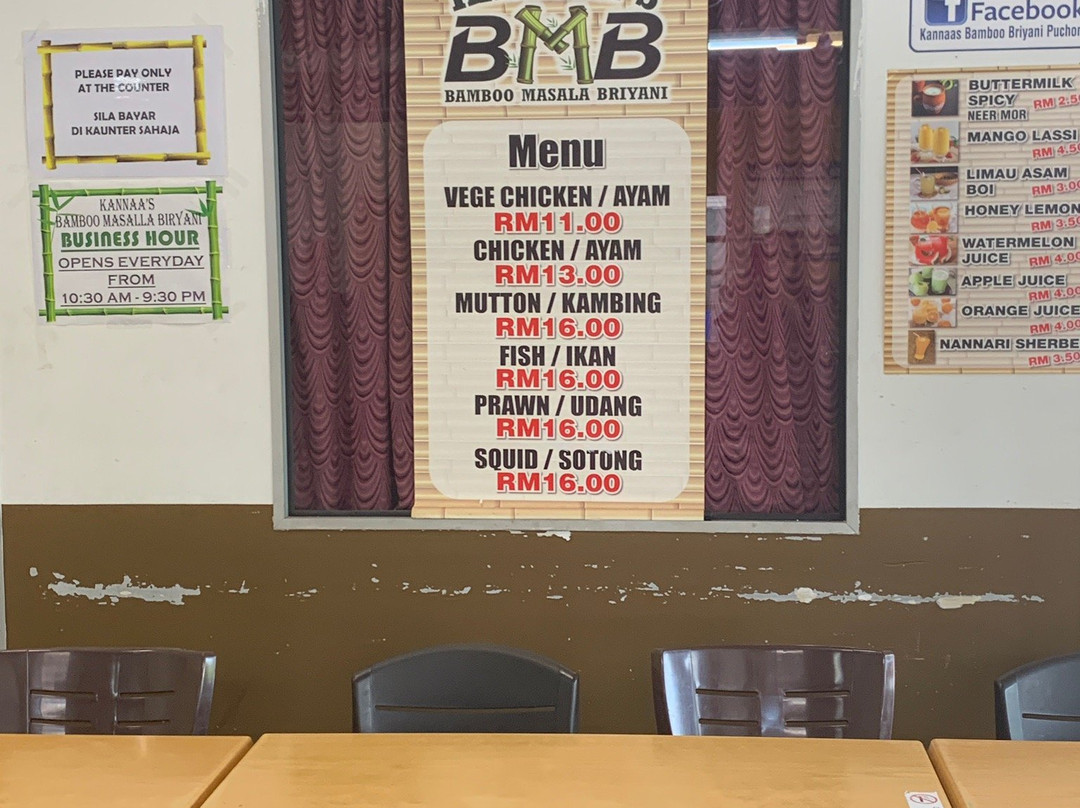 PLEASE PAY ONLY
AT THE COUNTER
SILA BAYAR
DI KAUNTER SAHAJA
KANNAA'S
BAMBOO MASALLA BIRYANI
BUSINESS HOUR
OPENS EVERYDAY
FROM
10:30 AM - 9:30 PM
BMB
BAMBOO MASALA BRIYANI
Menu
VEGE CHICKEN / AYAM
RM11.00
CHICKEN / AYAM
RM13.00
MUTTON / KAMBING
RM16.00
FISH / IKAN
RM16.00
PRAWN / UDANG
RM16.00
SQUID / SOTONG
RM16.00
f Facebook
Kannaas Bamboo Briyani Puchon
BUTTERMILK
SPICY RM 2.5
NEER MOR
MANGO LASSI
RM 4.50
LIMAU ASAM
BOI RM 3.00
HONEY LEMON
RM 3.50
WATERMELON
JUICE RM 4.00
APPLE JUICE
RM 4.00
ORANGE JUICE
RM 4.00
NANNARI SHERBE
RM 3.50